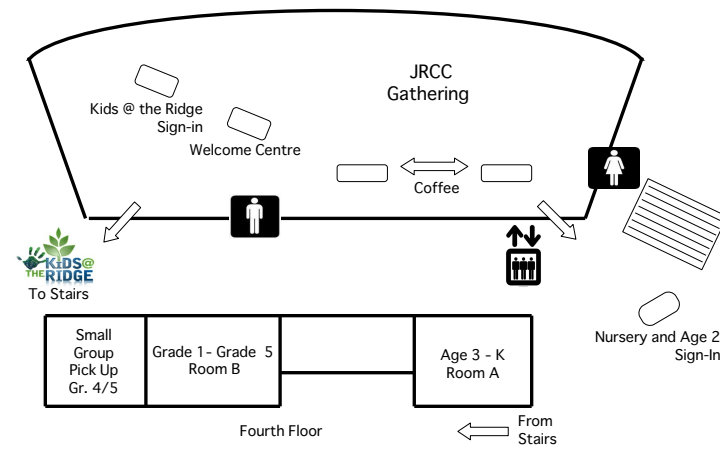 JRCC
Gathering
Kids @ the Ridge
Sign-in
Welcome Centre
Coffee
KiDS@
THE RIDGE
To Stairs
Nursery and Age 2
Sign-In
Small
Group
Pick Up
Gr. 4/5
Grade 1- Grade 5
Room B
Age 3 - K
Room A
Fourth Floor
From
Stairs